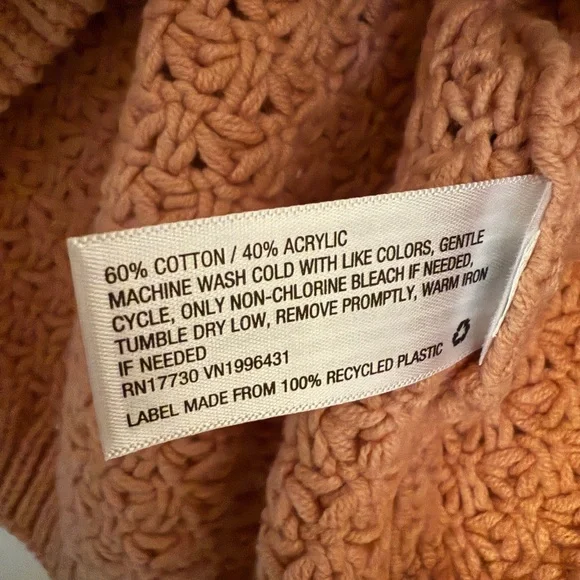 60% COTTON / 40% ACRYLIC
MACHINE WASH COLD WITH LIKE COLORS, GENTLE
CYCLE, ONLY NON-CHLORINE BLEACH IF NEEDED,
TUMBLE DRY LOW, REMOVE PROMPTLY, WARM IRON
IF NEEDED
RN17730 VN1996431
LABEL MADE FROM 100% RECYCLED PLASTIC